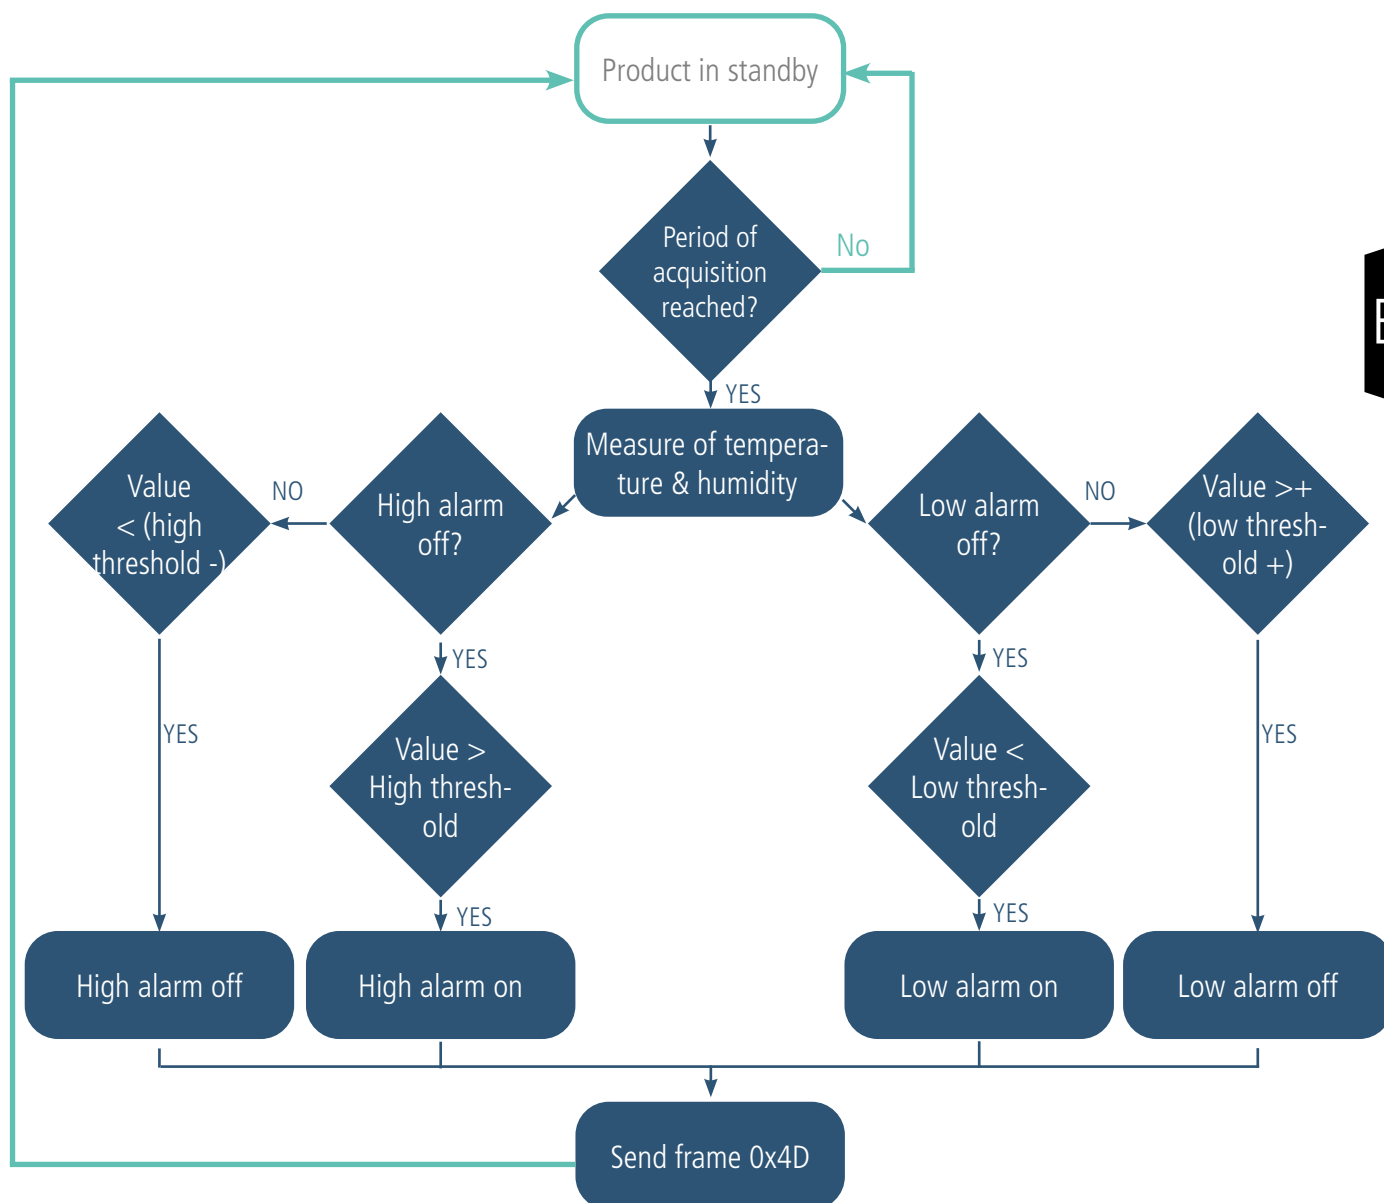 Product in standby
Period of
acquisition
reached?
No
YES
Measure of tempera-
ture & humidity
Value
< (high
threshold -)
NO
High alarm
off?
Low alarm
off?
NO
Value >+
(low thresh-
old +)
YES
YES
YES
Value >
High thresh-
old
Value <
Low thresh-
old
YES
YES
YES
High alarm off
High alarm on
Low alarm on
Low alarm off
Send frame 0x4D